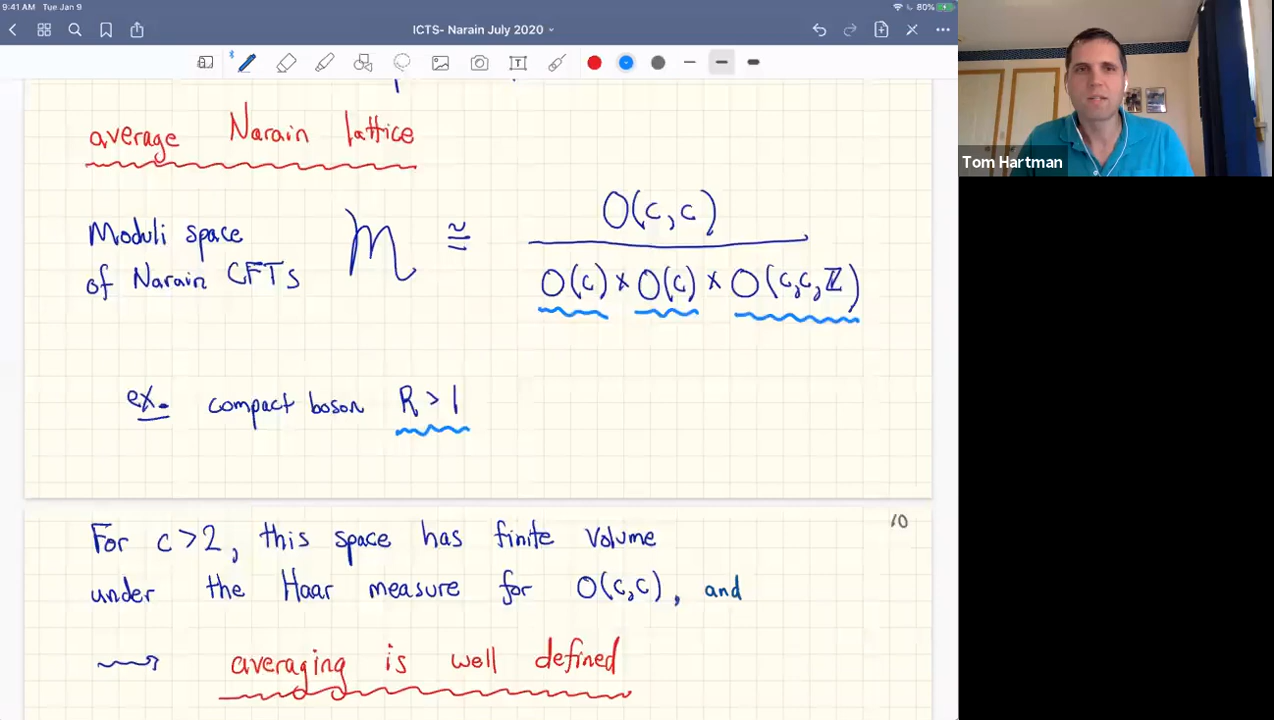 9:41 AM Tue Jan 9
80%
ICTS- Narain July 2020
average Narain lattice
Moduli space
of Narain CFTs
M ≅ O(c,c)
O(c) × O(c) × O(c,c,ℤ)
ex. compact boson R > 1
10
For c > 2, this space has finite volume
under the Haar measure for O(c,c), and
⟿ averaging is well defined
Tom Hartman